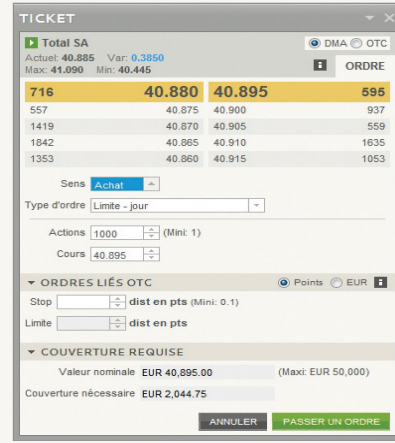 TICKET
Total SA DMA OTC
Actuel: 40.885 Var: 0.3850
Max: 41.090 Min: 40.445 ORDRE
716 40.880 40.895 595
557 40.875 40.900 937
1419 40.870 40.905 559
1842 40.865 40.910 1635
1353 40.860 40.915 1053
Sens Achat
Type d'ordre Limite - jour
Actions 1000 (Mini: 1)
Cours 40.895
ORDRES LIÉS OTC Points EUR
Stop dist en pts (Mini: 0.1)
Limite dist en pts
COUVERTURE REQUISE
Valeur nominale EUR 40,895.00 (Maxi: EUR 50,000)
Couverture nécessaire EUR 2,044.75
ANNULER PASSER UN ORDRE